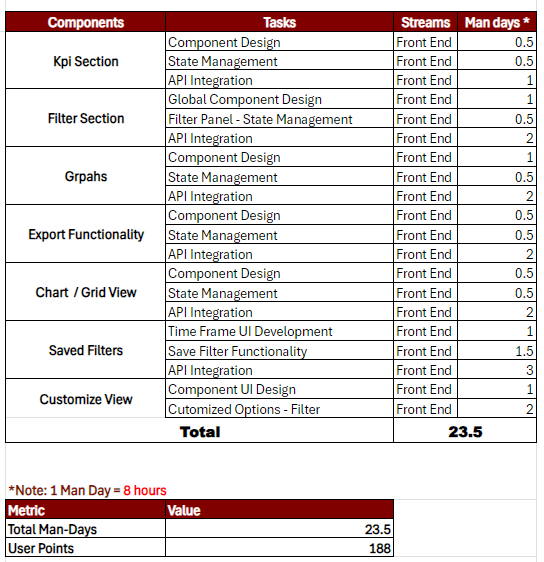 Components Tasks Streams Man days *
Kpi Section
Component Design Front End 0.5
State Management Front End 0.5
API Integration Front End 1
Filter Section
Global Component Design Front End 1
Filter Panel - State Management Front End 0.5
API Integration Front End 2
Grpahs
Component Design Front End 1
State Management Front End 0.5
API Integration Front End 2
Export Functionality
Component Design Front End 0.5
State Management Front End 0.5
API Integration Front End 2
Chart / Grid View
Component Design Front End 0.5
State Management Front End 0.5
API Integration Front End 2
Saved Filters
Time Frame UI Development Front End 1
Save Filter Functionality Front End 1.5
API Integration Front End 3
Customize View
Component UI Design Front End 1
Cutomized Options - Filter Front End 2
Total 23.5
*Note: 1 Man Day = 8 hours
Metric Value
Total Man-Days 23.5
User Points 188